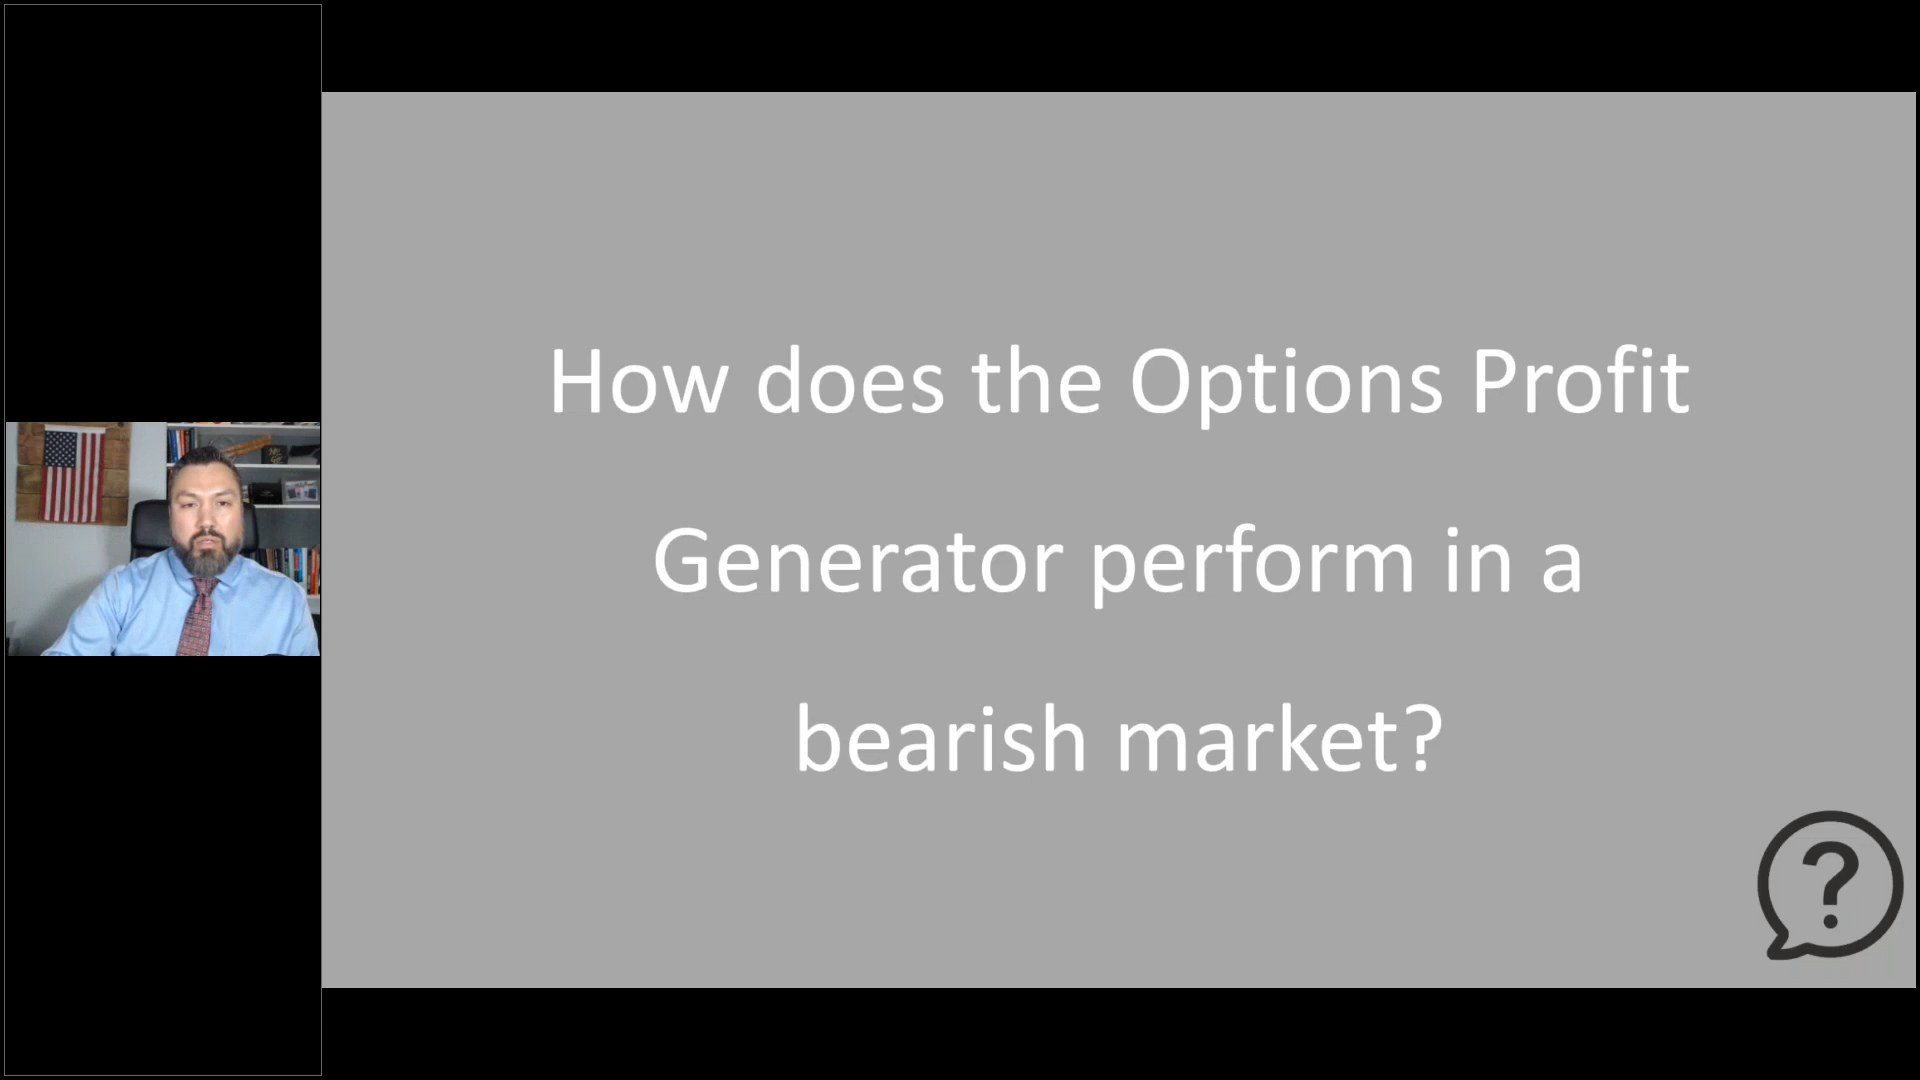 How does the Options Profit
Generator perform in a
bearish market?
?